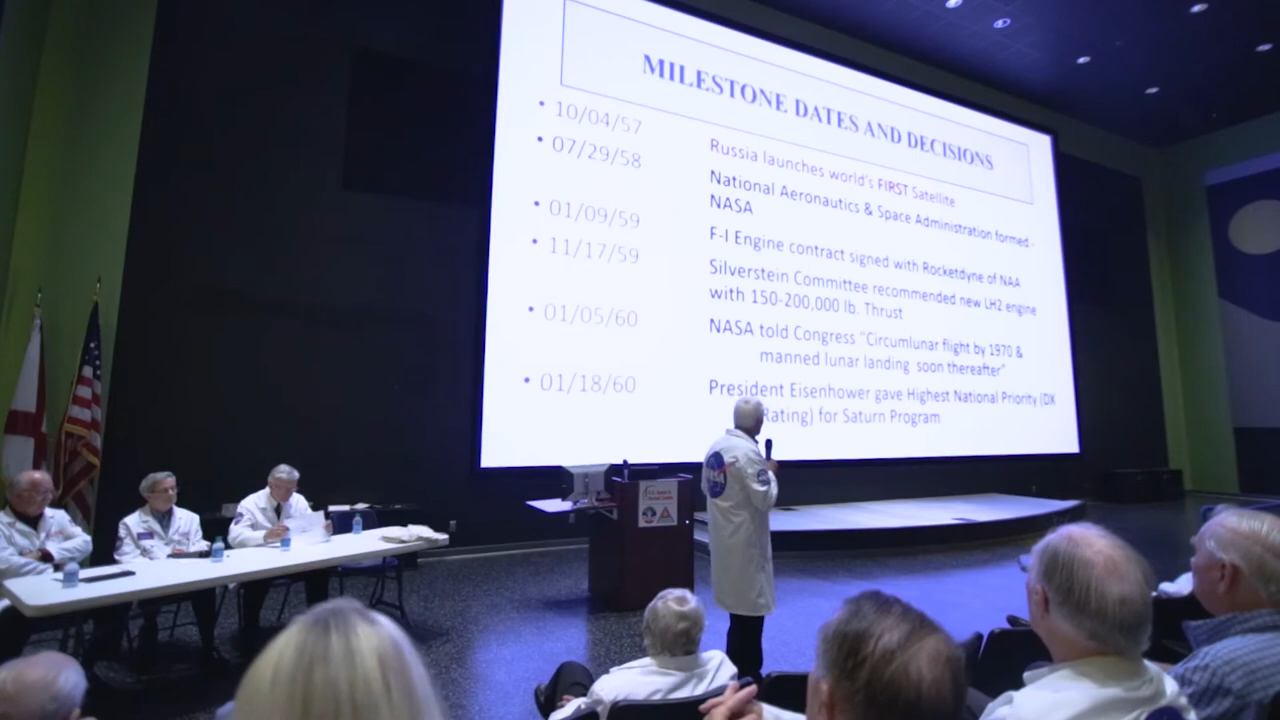 MILESTONE DATES AND DECISIONS
• 10/04/57 Russia launches world's FIRST Satellite
• 07/29/58 National Aeronautics & Space Administration formed -
NASA
• 01/09/59 F-I Engine contract signed with Rocketdyne of NAA
• 11/17/59 Silverstein Committee recommended new LH2 engine
with 150-200,000 lb. Thrust
• 01/05/60 NASA told Congress "Circumlunar flight by 1970 &
manned lunar landing soon thereafter"
• 01/18/60 President Eisenhower gave Highest National Priority (DX
Rating) for Saturn Program
U.S. Space &
Rocket Center